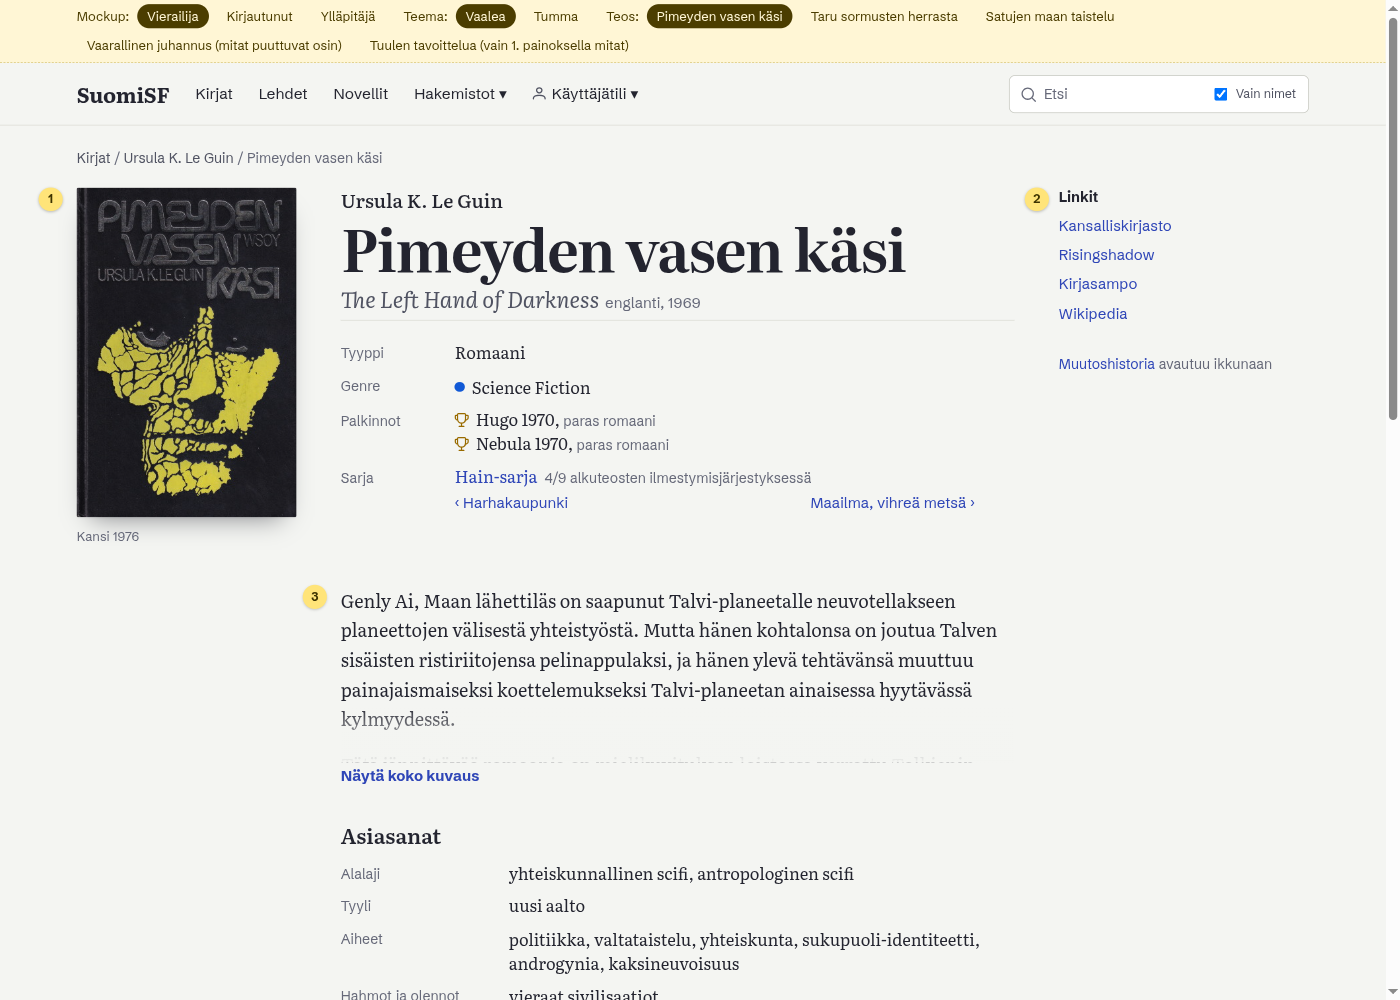 Mockup: Vierailija Kirjautunut Ylläpitäjä Teema: Vaalea Tumma Teos: Pimeyden vasen käsi Taru sormusten herrasta Satujen maan taistelu
Vaarallinen juhannus (mitat puuttuvat osin) Tuulen tavoittelua (vain 1. painoksella mitat)
SuomiSF Kirjat Lehdet Novellit Hakemistot ▾ Käyttäjätili ▾ Etsi Vain nimet
Kirjat / Ursula K. Le Guin / Pimeyden vasen käsi
1
PIMEYDEN
VASEN WSOY
URSULA K. LE GUIN KÄSI
Kansi 1976
Ursula K. Le Guin
Pimeyden vasen käsi
The Left Hand of Darkness englanti, 1969
Tyyppi Romaani
Genre Science Fiction
Palkinnot Hugo 1970, paras romaani
Nebula 1970, paras romaani
Sarja Hain-sarja 4/9 alkuteosten ilmestymisjärjestyksessä
‹ Harhakaupunki Maailma, vihreä metsä ›
2 Linkit
Kansalliskirjasto
Risingshadow
Kirjasampo
Wikipedia
Muutoshistoria avautuu ikkunaan
3
Genly Ai, Maan lähettiläs on saapunut Talvi-planeetalle neuvotellakseen
planeettojen välisestä yhteistyöstä. Mutta hänen kohtalonsa on joutua Talven
sisäisten ristiriitojensa pelinappulaksi, ja hänen ylevä tehtävänsä muuttuu
painajaismaiseksi koettelemukseksi Talvi-planeetan ainaisessa hyytävässä
kylmyydessä.
Näytä koko kuvaus
Asiasanat
Alalaji yhteiskunnallinen scifi, antropologinen scifi
Tyyli uusi aalto
Aiheet politiikka, valtataistelu, yhteiskunta, sukupuoli-identiteetti,
androgynia, kaksineuvoisuus
Hahmot ja olennot vieraat sivilisaatiot